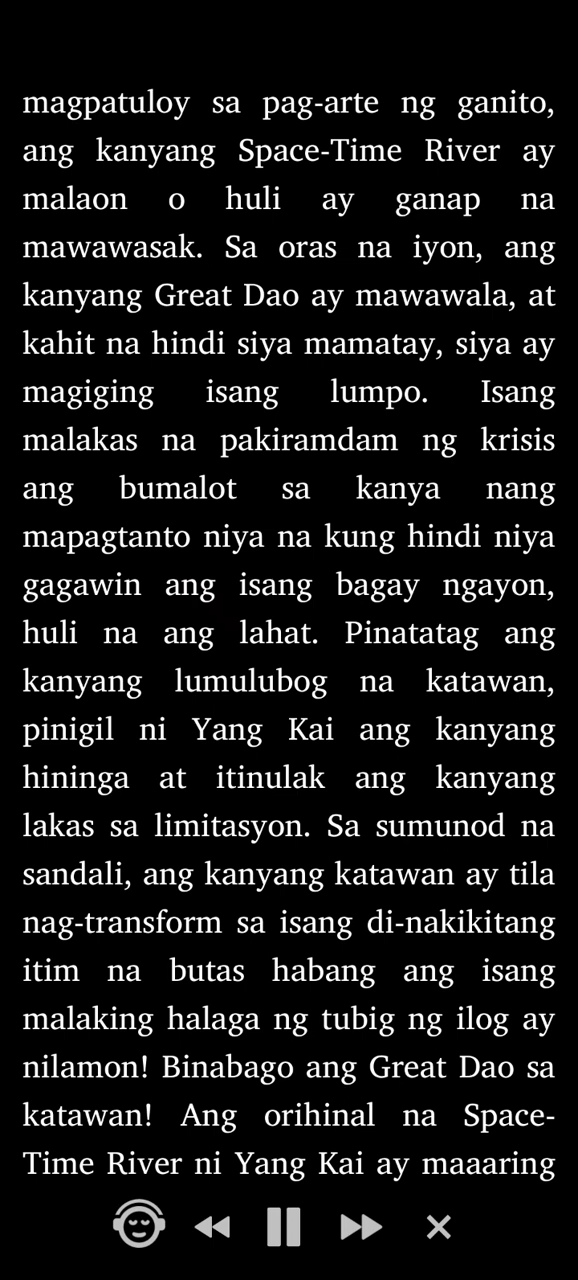 magpatuloy sa pag-arte ng ganito,
ang kanyang Space-Time River ay
malaon o huli ay ganap na
mawawasak. Sa oras na iyon, ang
kanyang Great Dao ay mawawala, at
kahit na hindi siya mamatay, siya ay
magiging isang lumpo. Isang
malakas na pakiramdam ng krisis
ang bumalot sa kanya nang
mapagtanto niya na kung hindi niya
gagawin ang isang bagay ngayon,
huli na ang lahat. Pinatatag ang
kanyang lumulubog na katawan,
pinigil ni Yang Kai ang kanyang
hininga at itinulak ang kanyang
lakas sa limitasyon. Sa sumunod na
sandali, ang kanyang katawan ay tila
nag-transform sa isang di-nakikitang
itim na butas habang ang isang
malaking halaga ng tubig ng ilog ay
nilamon! Binabago ang Great Dao sa
katawan! Ang orihinal na Space-
Time River ni Yang Kai ay maaaring